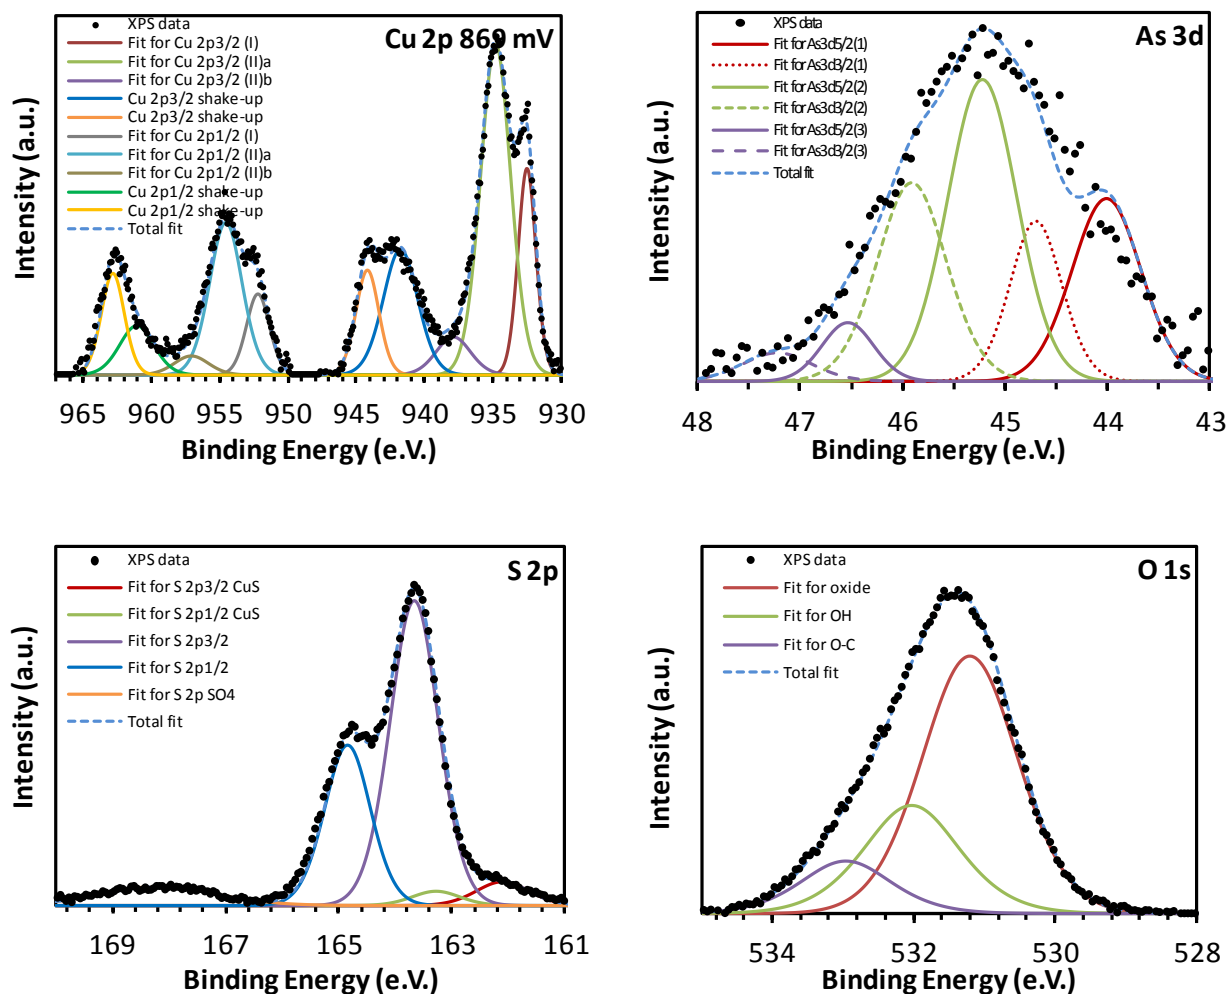 XPS data
Fit for Cu 2p3/2 (I)
Fit for Cu 2p3/2 (II)a
Fit for Cu 2p3/2 (II)b
Cu 2p3/2 shake-up
Cu 2p3/2 shake-up
Fit for Cu 2p1/2 (I)
Fit for Cu 2p1/2 (II)a
Fit for Cu 2p1/2 (II)b
Cu 2p1/2 shake-up
Cu 2p1/2 shake-up
Total fit
Cu 2p 869 mV
Intensity (a.u.)
965 960 955 950 945 940 935 930
Binding Energy (e.V.)
XPS data
Fit for As3d5/2(1)
Fit for As3d3/2(1)
Fit for As3d5/2(2)
Fit for As3d3/2(2)
Fit for As3d5/2(3)
Fit for As3d3/2(3)
Total fit
As 3d
Intensity (a.u.)
48 47 46 45 44 43
Binding Energy (e.V.)
XPS data
Fit for S 2p3/2 CuS
Fit for S 2p1/2 CuS
Fit for S 2p3/2
Fit for S 2p1/2
Fit for S 2p SO4
Total fit
S 2p
Intensity (a.u.)
169 167 165 163 161
Binding Energy (e.V.)
XPS data
Fit for oxide
Fit for OH
Fit for O-C
Total fit
O 1s
Intensity (a.u.)
534 532 530 528
Binding Energy (e.V.)